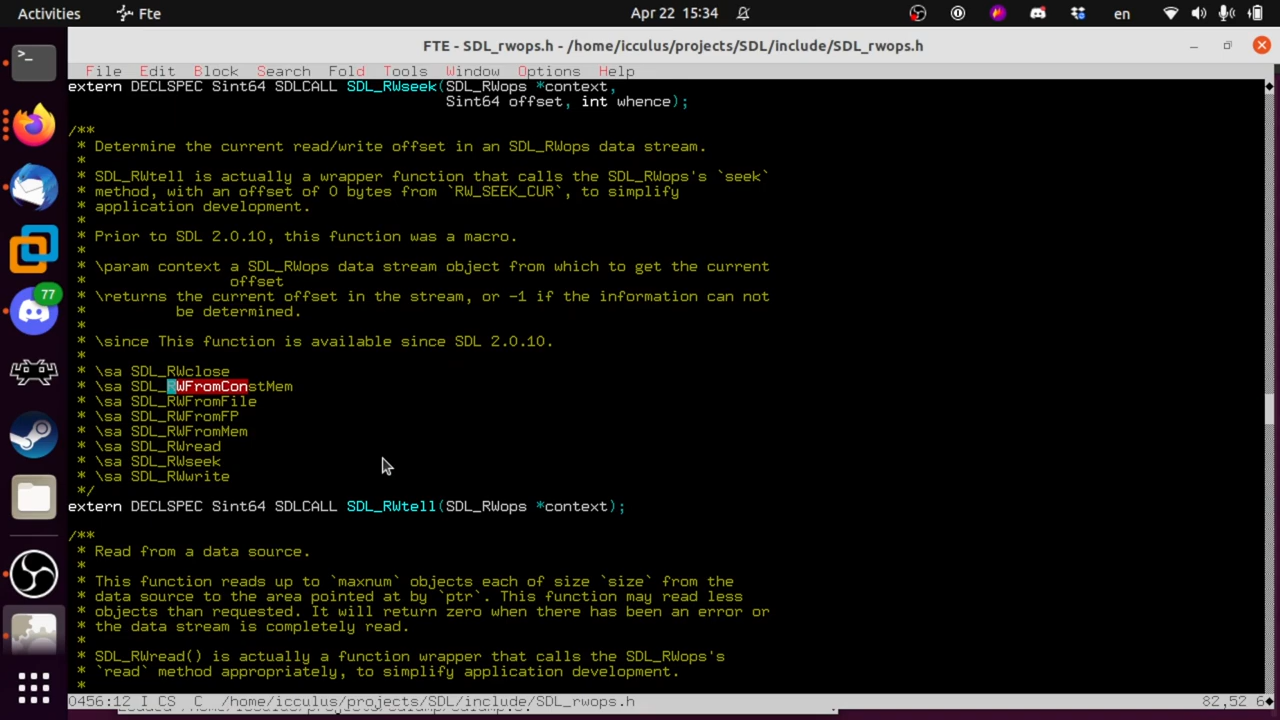 Activities
Fte
Apr 22 15:34
en
FTE - SDL_rwops.h - /home/icculus/projects/SDL/include/SDL_rwops.h
File Edit Block Search Fold Tools Window Options Help
extern DECLSPEC Sint64 SDLCALL SDL_RWseek(SDL_RWops *context,
Sint64 offset, int whence);
/**
* Determine the current read/write offset in an SDL_RWops data stream.
*
* SDL_RWtell is actually a wrapper function that calls the SDL_RWops's `seek`
* method, with an offset of 0 bytes from `RW_SEEK_CUR`, to simplify
* application development.
*
* Prior to SDL 2.0.10, this function was a macro.
*
* \param context a SDL_RWops data stream object from which to get the current
* offset
* \returns the current offset in the stream, or -1 if the information can not
* be determined.
*
* \since This function is available since SDL 2.0.10.
*
* \sa SDL_RWclose
* \sa SDL_RWFromConstMem
* \sa SDL_RWFromFile
* \sa SDL_RWFromFP
* \sa SDL_RWFromMem
* \sa SDL_RWread
* \sa SDL_RWseek
* \sa SDL_RWwrite
*/
extern DECLSPEC Sint64 SDLCALL SDL_RWtell(SDL_RWops *context);
/**
* Read from a data source.
*
* This function reads up to `maxnum` objects each of size `size` from the
* data source to the area pointed at by `ptr`. This function may read less
* objects than requested. It will return zero when there has been an error or
* the data stream is completely read.
*
* SDL_RWread() is actually a function wrapper that calls the SDL_RWops's
* `read` method appropriately, to simplify application development.
*
0456:12 I CS C /home/icculus/projects/SDL/include/SDL_rwops.h 82,52 6
77